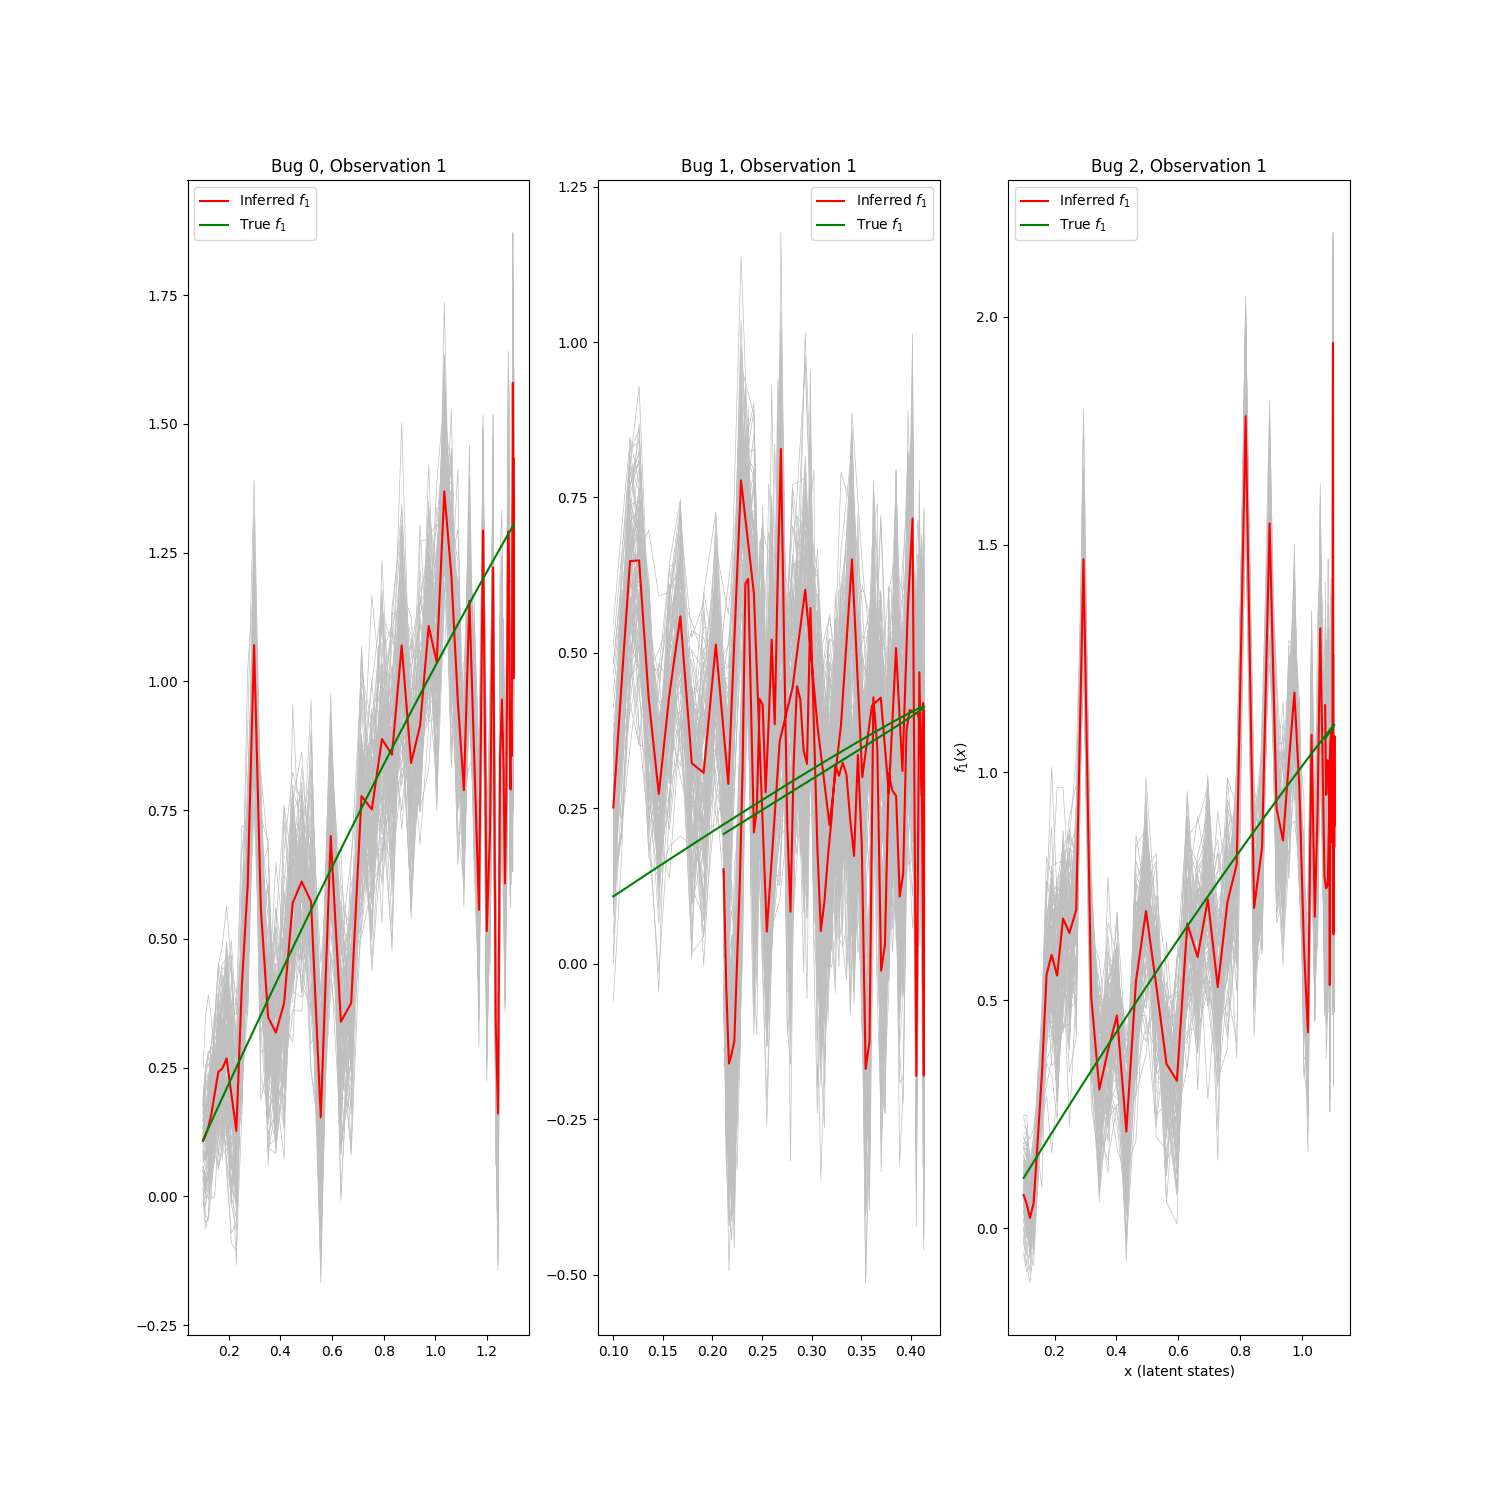 Bug 0, Observation 1
Inferred f₁
True f₁
1.75
1.50
1.25
1.00
0.75
0.50
0.25
0.00
−0.25
0.2 0.4 0.6 0.8 1.0 1.2
Bug 1, Observation 1
Inferred f₁
True f₁
1.25
1.00
0.75
0.50
0.25
0.00
−0.25
−0.50
0.10 0.15 0.20 0.25 0.30 0.35 0.40
Bug 2, Observation 1
Inferred f₁
True f₁
f₁(x)
2.0
1.5
1.0
0.5
0.0
0.2 0.4 0.6 0.8 1.0
x (latent states)